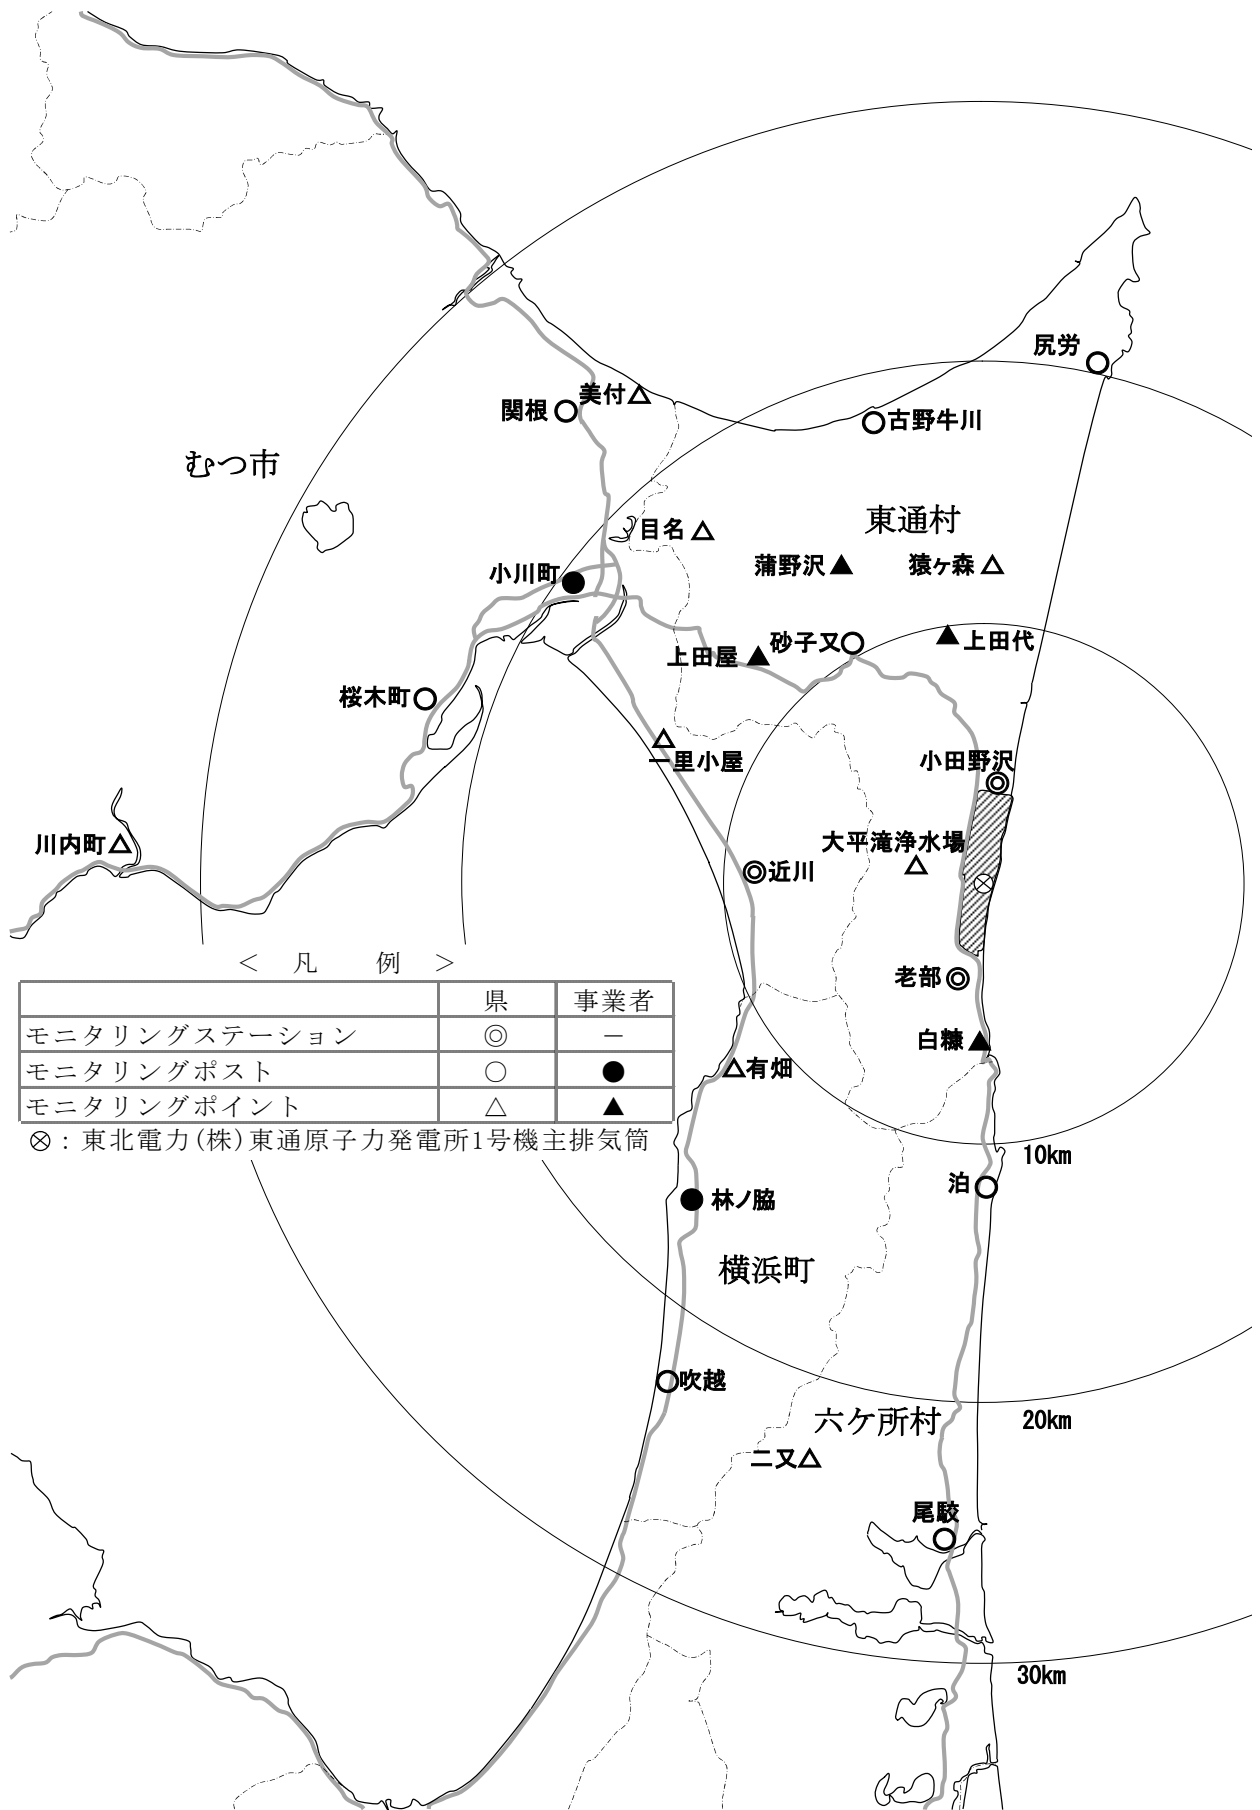 尻労
美付
関根
古野牛川
むつ市
東通村
目名
蒲野沢
猿ヶ森
小川町
砂子又
上田代
上田屋
桜木町
一里小屋
小田野沢
大平滝浄水場
川内町
近川
＜ 凡 例 ＞
県 事業者
モニタリングステーション ◎ －
モニタリングポスト ○ ●
モニタリングポイント △ ▲
⊗：東北電力(株)東通原子力発電所1号機主排気筒
老部
白糠
有畑
10km
泊
林ノ脇
横浜町
吹越
六ケ所村
20km
二又
尾駮
30km